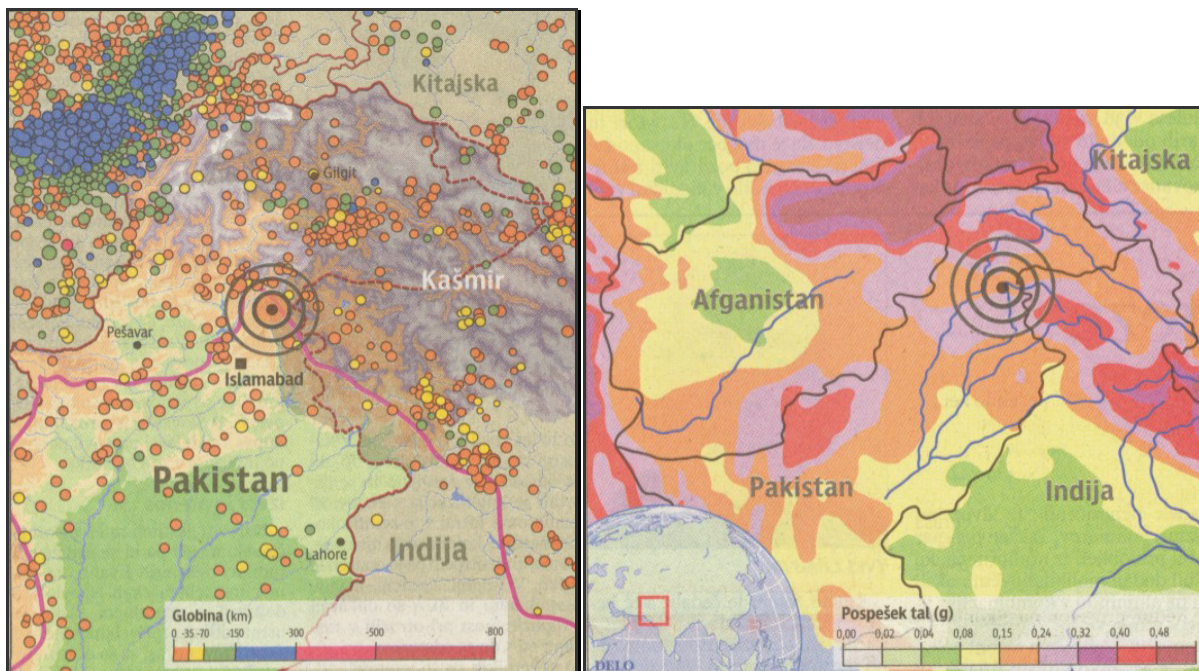 Kitajska
Gilgit
Kašmir
Pešavar
Islamabad
Pakistan
Lahore
Indija
Globina (km)
0 -35 -70 -150 -300 -500 -800
Kitajska
Afganistan
Pakistan
Indija
Pospešek tal (g)
0,00 0,02 0,04 0,08 0,15 0,24 0,32 0,40 0,48
DELO